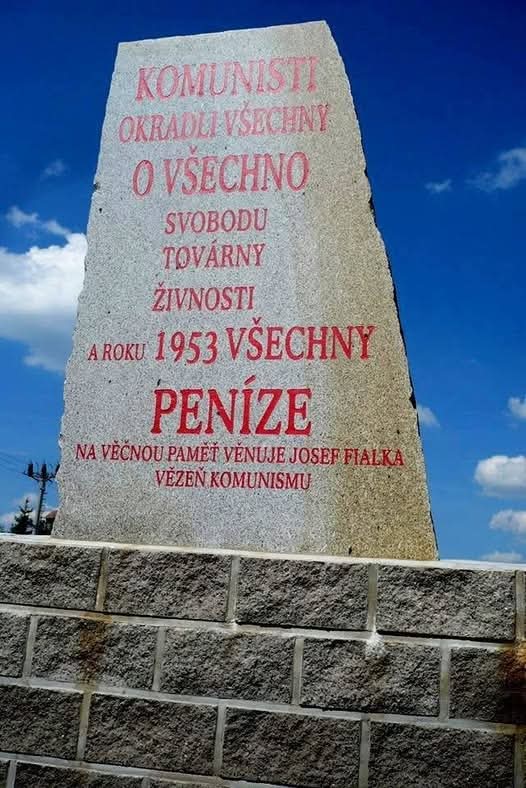 KOMUNISTI
OKRADLI VŠECHNY
O VŠECHNO
SVOBODU
TOVÁRNY
ŽIVNOSTI
A ROKU 1953 VŠECHNY
PENÍZE
NA VĚČNOU PAMĚŤ VĚNUJE JOSEF FIALKA
VĚZEŇ KOMUNISMU